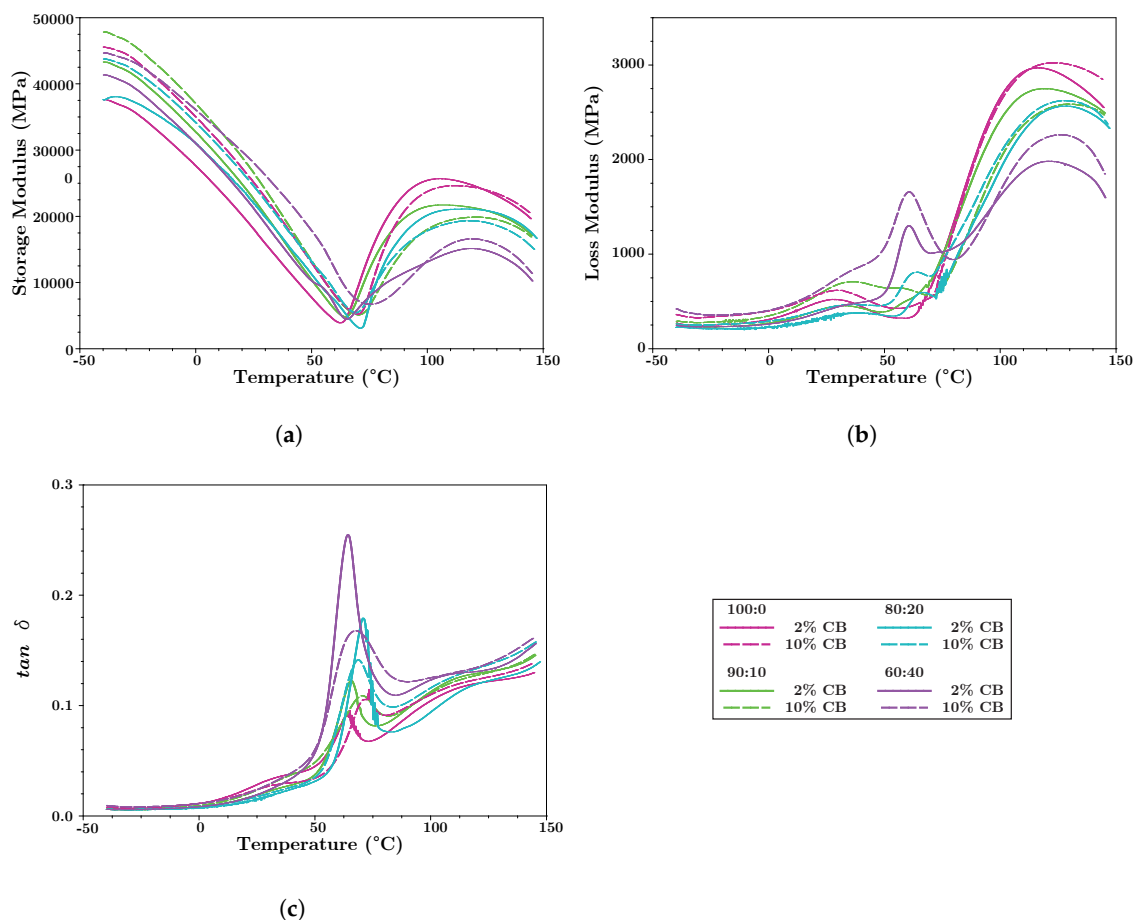 50000
40000
30000
0
20000
10000
0
-50 0 50 100 150
Storage Modulus (MPa)
Temperature (°C)
(a)
3000
2000
1000
0
-50 0 50 100 150
Loss Modulus (MPa)
Temperature (°C)
(b)
0.3
0.2
0.1
0.0
-50 0 50 100 150
tan δ
Temperature (°C)
(c)
100:0 80:20
2% CB 2% CB
10% CB 10% CB
90:10 60:40
2% CB 2% CB
10% CB 10% CB